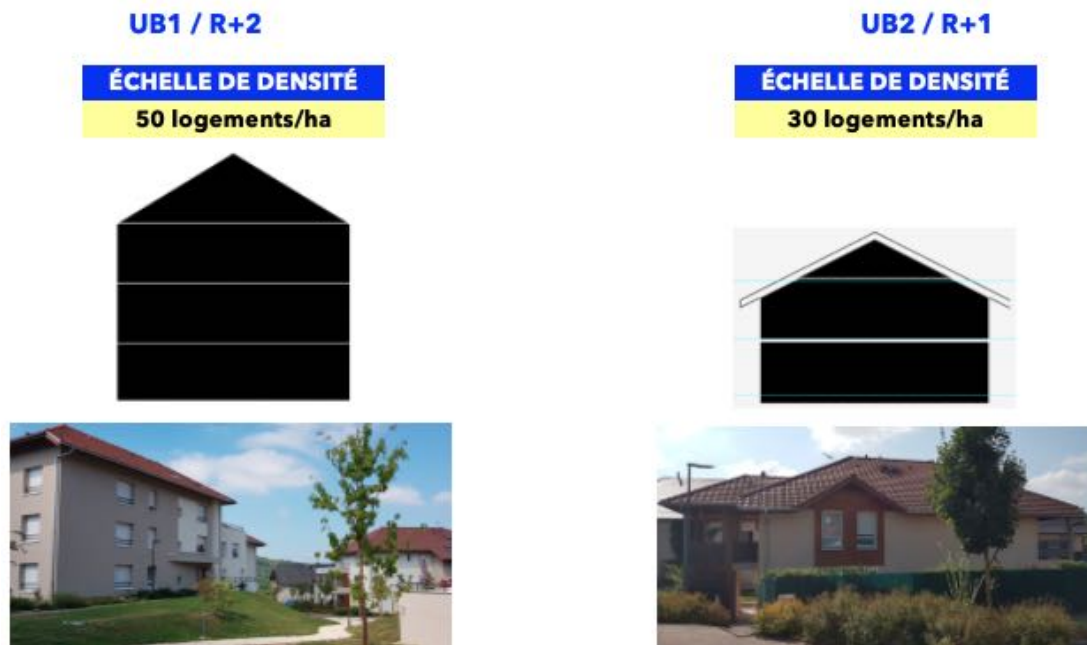 UB1 / R+2
ÉCHELLE DE DENSITÉ
50 logements/ha
UB2 / R+1
ÉCHELLE DE DENSITÉ
30 logements/ha